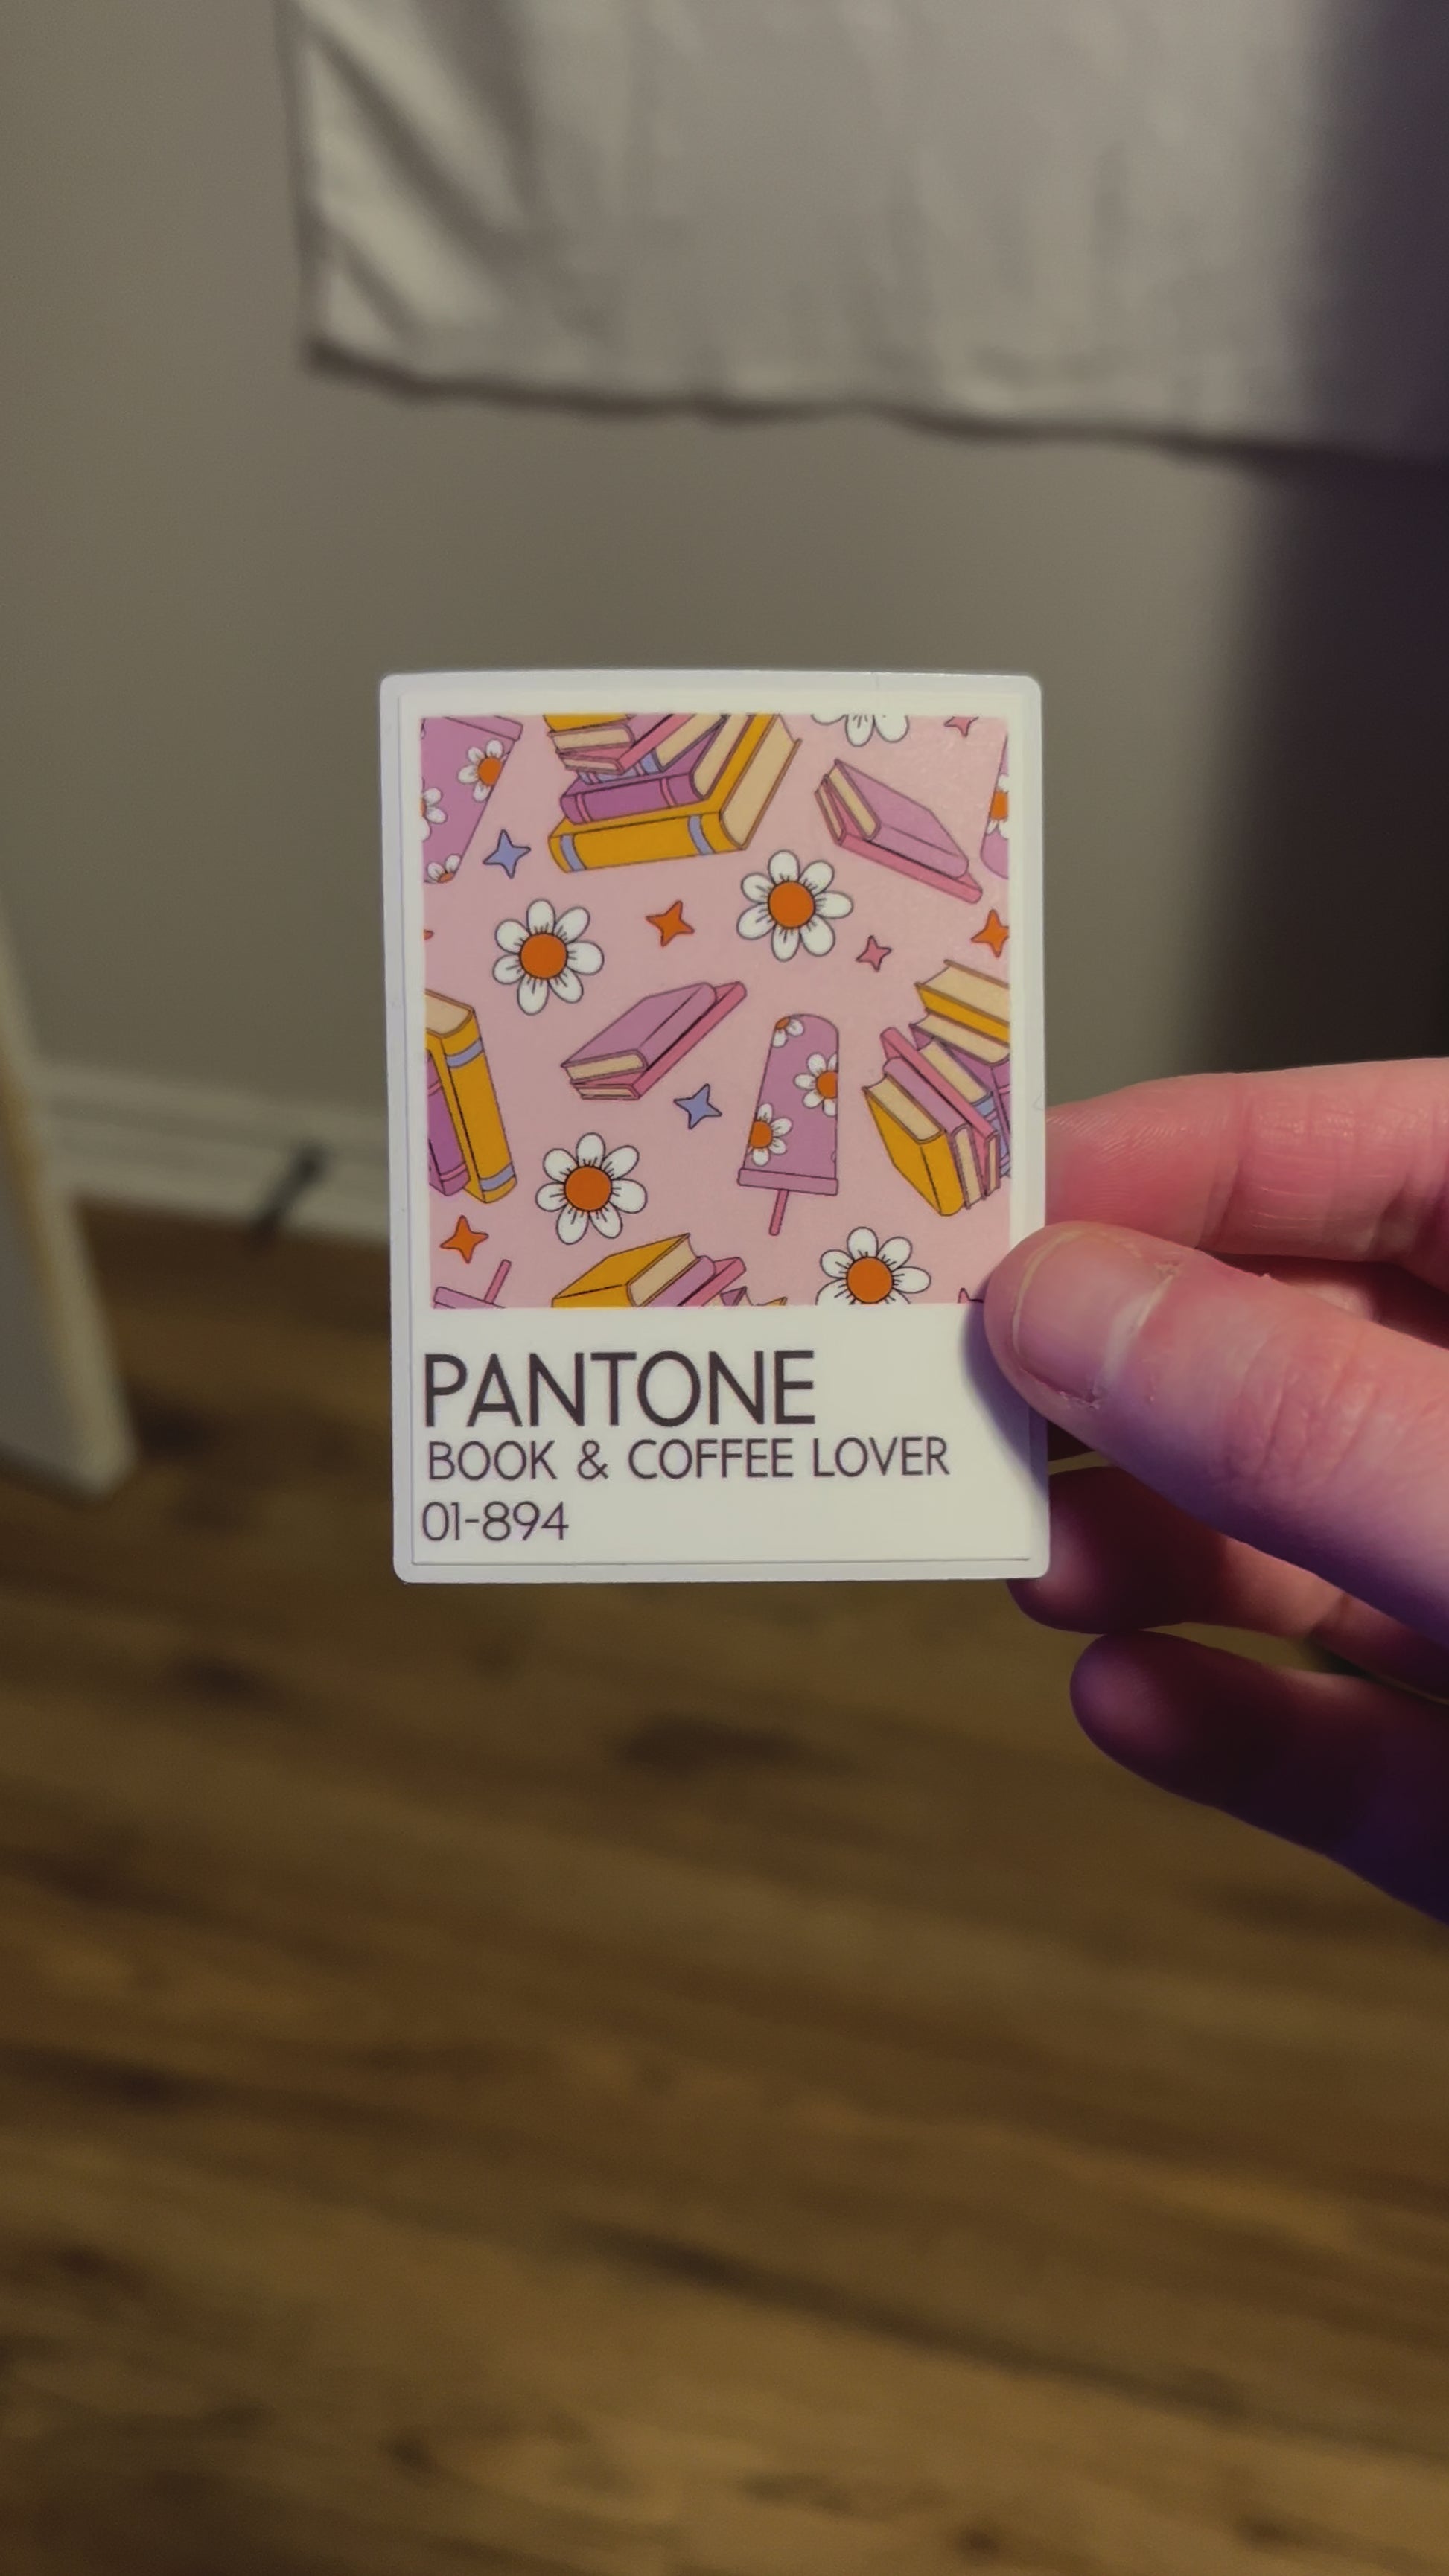 PANTONE
BOOK & COFFEE LOVER
01-894